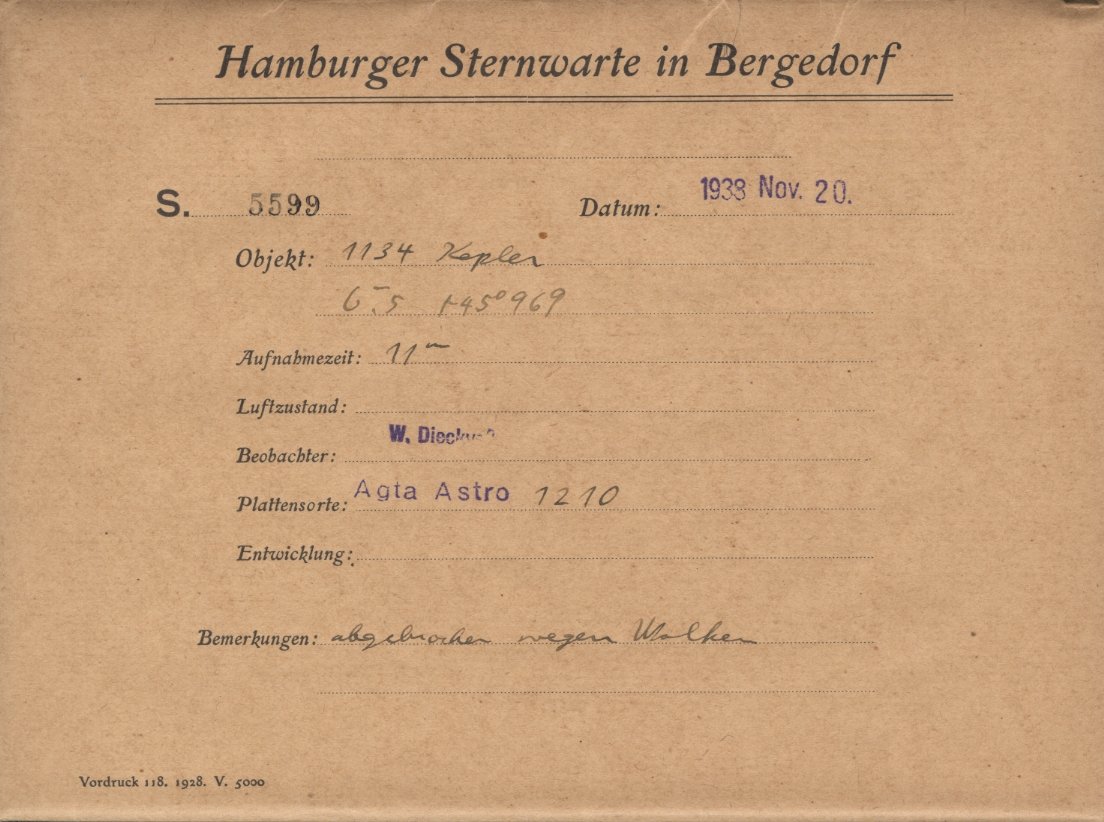 Hamburger Sternwarte in Bergedorf
S. 5599 Datum: 1938 Nov. 20.
Objekt: 1134 Kepler
+45° 969
Aufnahmezeit: 11ᵐ
Luftzustand:
Beobachter: W.
Plattensorte: Agfa Astro 1210
Entwicklung:
Bemerkungen: abgebrochen wegen Wolken
Vordruck 118. 1928. V. 5000